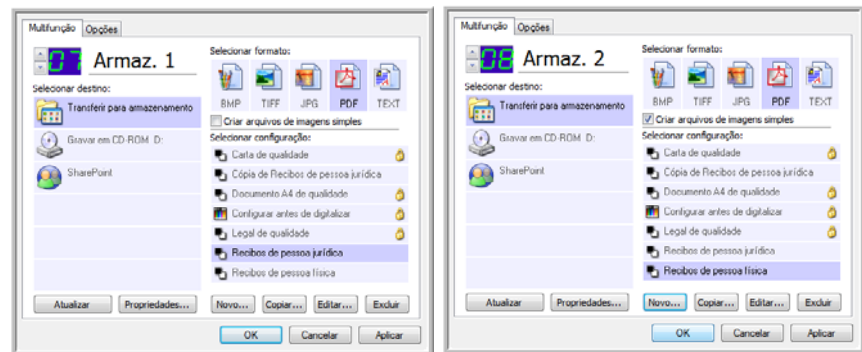 Multifunção Opções
07 Armaz. 1
Selecionar destino:
Transferir para armazenamento
Gravar em CD-ROM D:
SharePoint
Selecionar formato:
BMP TIFF JPG PDF TEXT
Criar arquivos de imagens simples
Selecionar configuração:
Carta de qualidade
Cópia de Recibos de pessoa jurídica
Documento A4 de qualidade
Configurar antes de digitalizar
Legal de qualidade
Recibos de pessoa jurídica
Recibos de pessoa física
Atualizar Propriedades... Novo... Copiar... Editar... Excluir
OK Cancelar Aplicar
Multifunção Opções
08 Armaz. 2
Selecionar destino:
Transferir para armazenamento
Gravar em CD-ROM D:
SharePoint
Selecionar formato:
BMP TIFF JPG PDF TEXT
Criar arquivos de imagens simples
Selecionar configuração:
Carta de qualidade
Cópia de Recibos de pessoa jurídica
Documento A4 de qualidade
Configurar antes de digitalizar
Legal de qualidade
Recibos de pessoa jurídica
Recibos de pessoa física
Atualizar Propriedades... Novo... Copiar... Editar... Excluir
OK Cancelar Aplicar